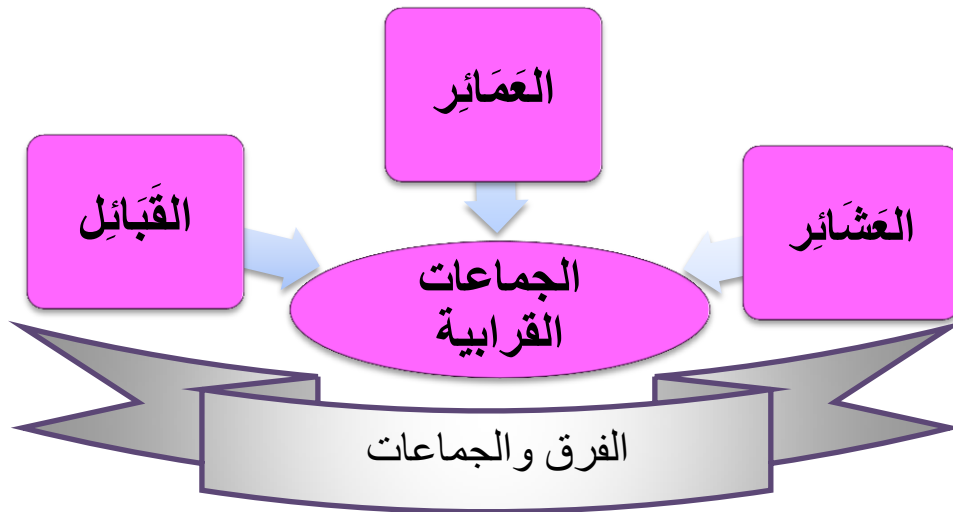 العَمَائِر
العَشَائِر
القَبَائِل
الجماعات
القرابية
الفرق والجماعات